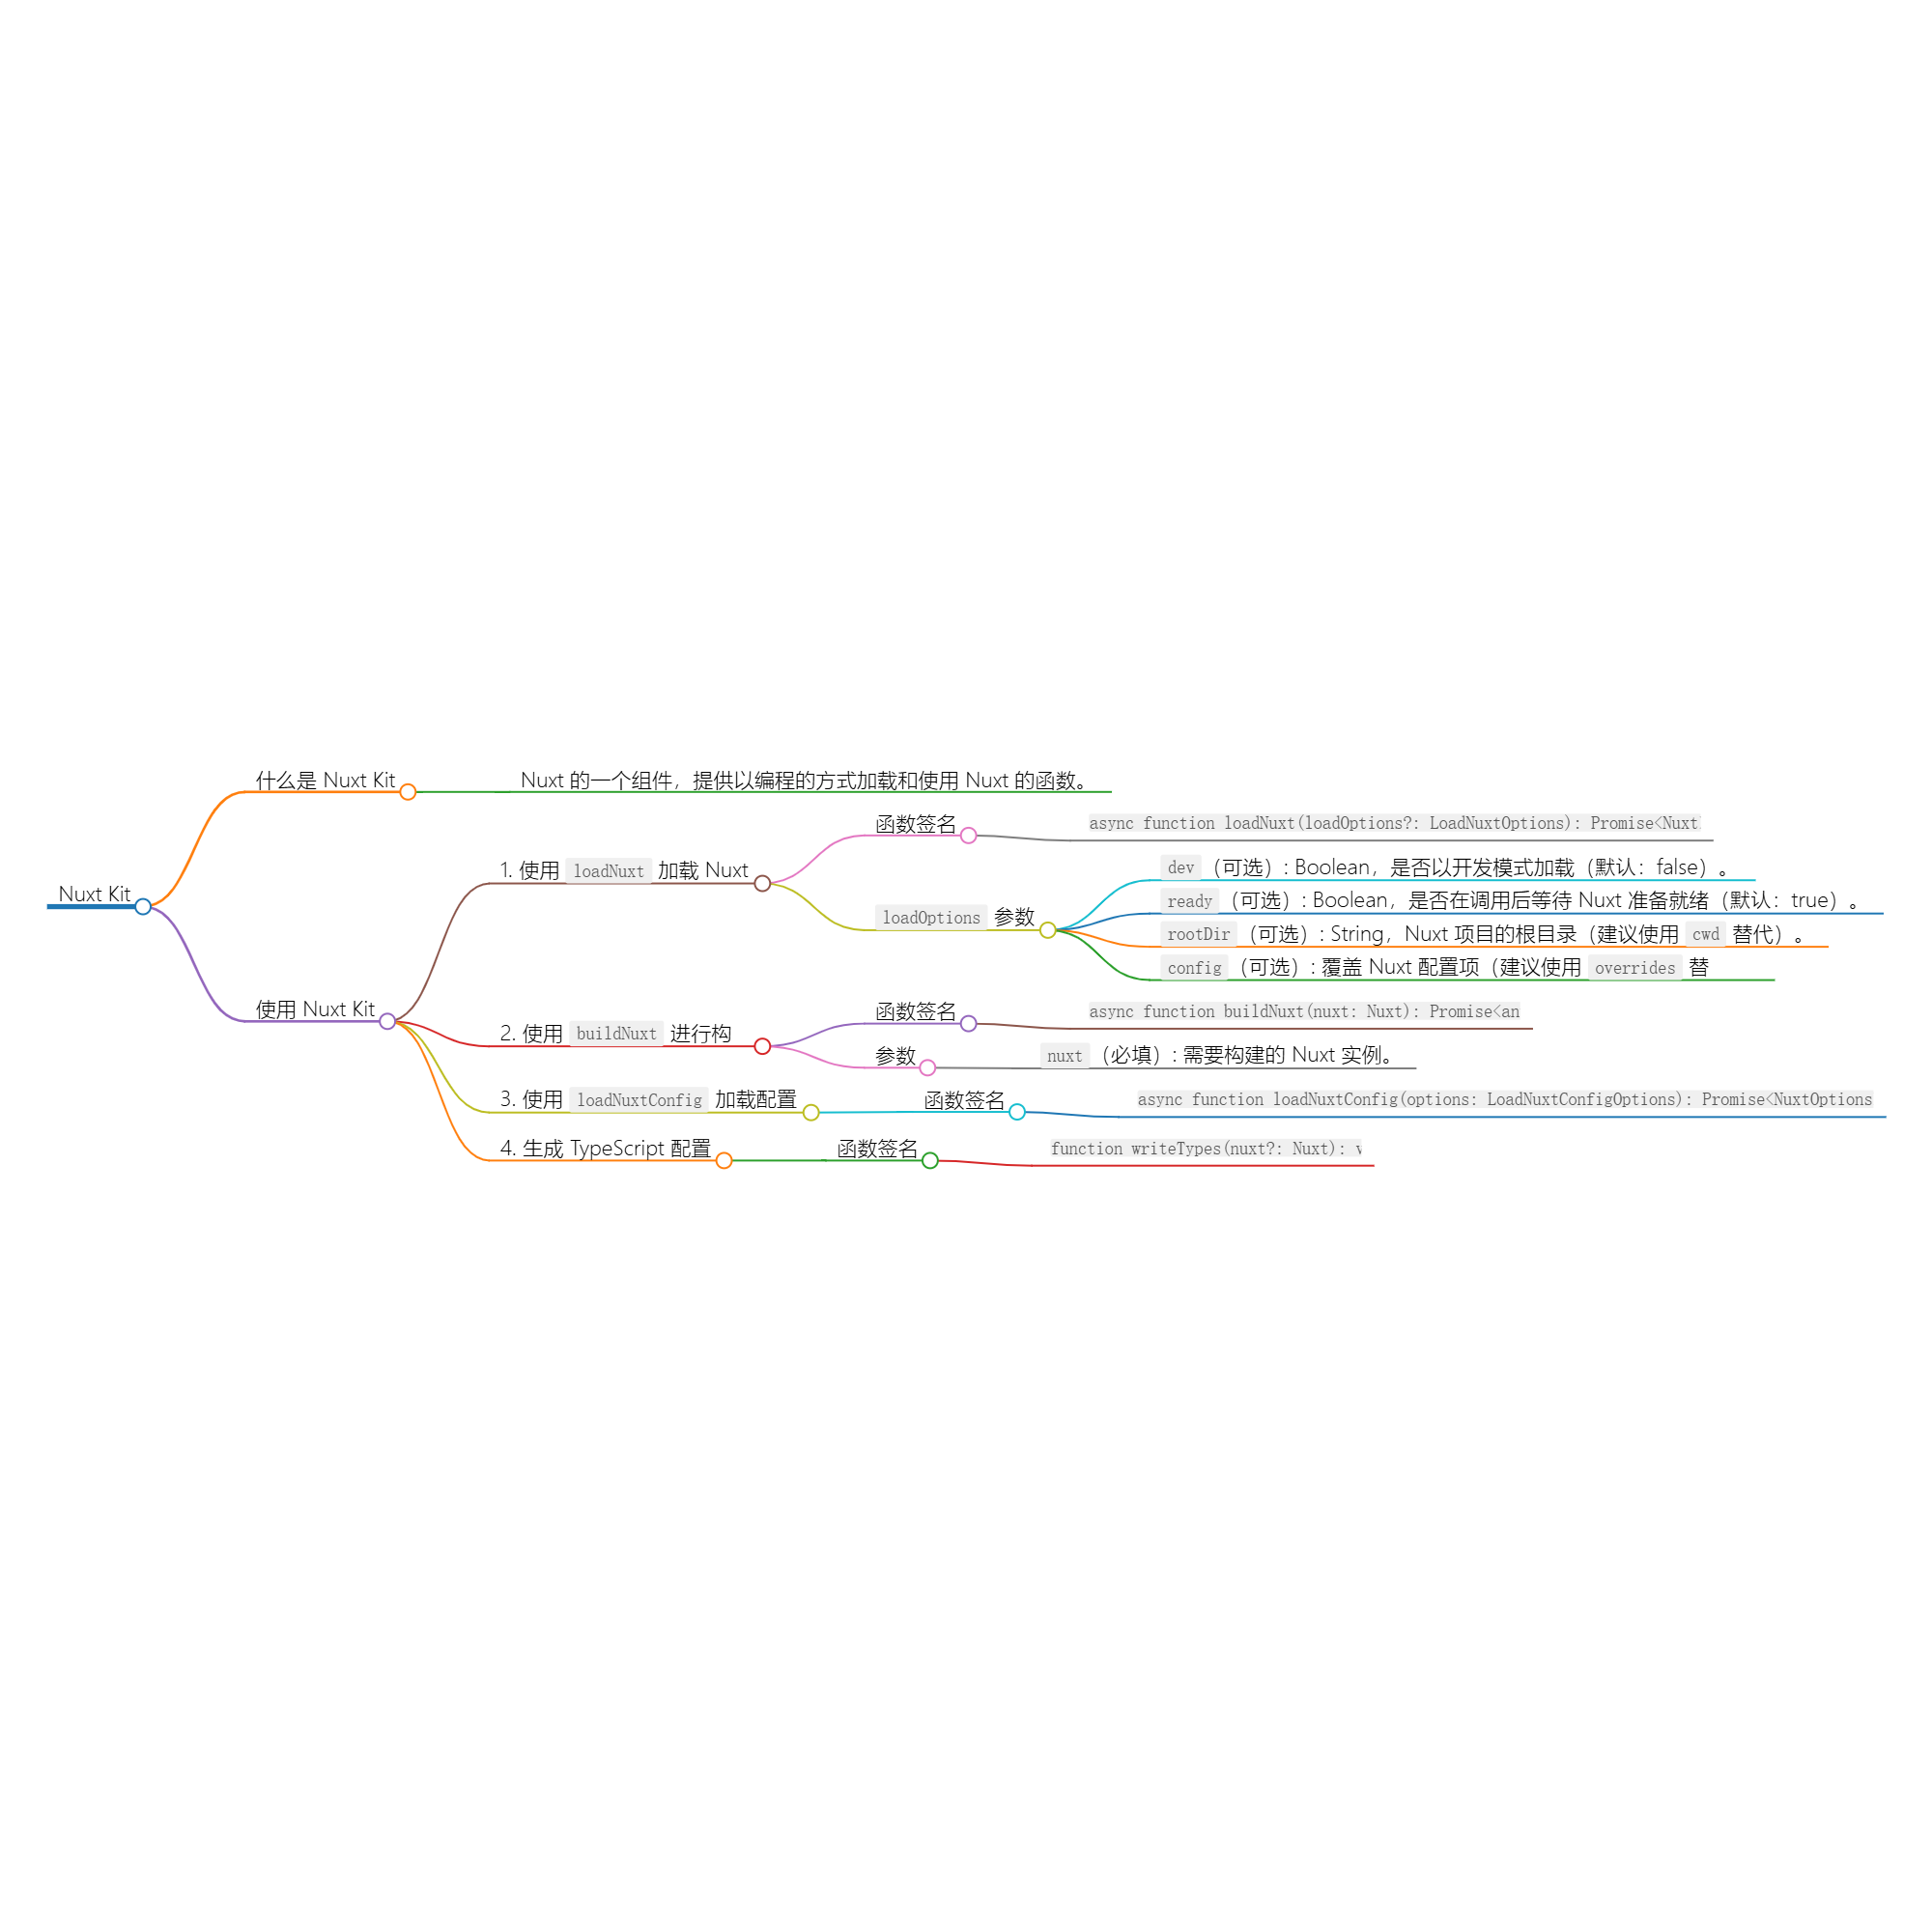 Nuxt Kit
什么是 Nuxt Kit
Nuxt 的一个组件，提供以编程的方式加载和使用 Nuxt 的函数。
使用 Nuxt Kit
1. 使用 loadNuxt 加载 Nuxt
函数签名
async function loadNuxt(loadOptions?: LoadNuxtOptions): Promise<Nuxt
loadOptions 参数
dev（可选）: Boolean，是否以开发模式加载（默认：false）。
ready（可选）: Boolean，是否在调用后等待 Nuxt 准备就绪（默认：true）。
rootDir（可选）: String，Nuxt 项目的根目录（建议使用 cwd 替代）。
config（可选）: 覆盖 Nuxt 配置项（建议使用 overrides 替
2. 使用 buildNuxt 进行构
函数签名
async function buildNuxt(nuxt: Nuxt): Promise<an
参数
nuxt（必填）: 需要构建的 Nuxt 实例。
3. 使用 loadNuxtConfig 加载配置
函数签名
async function loadNuxtConfig(options: LoadNuxtConfigOptions): Promise<NuxtOptions
4. 生成 TypeScript 配置
函数签名
function writeTypes(nuxt?: Nuxt):